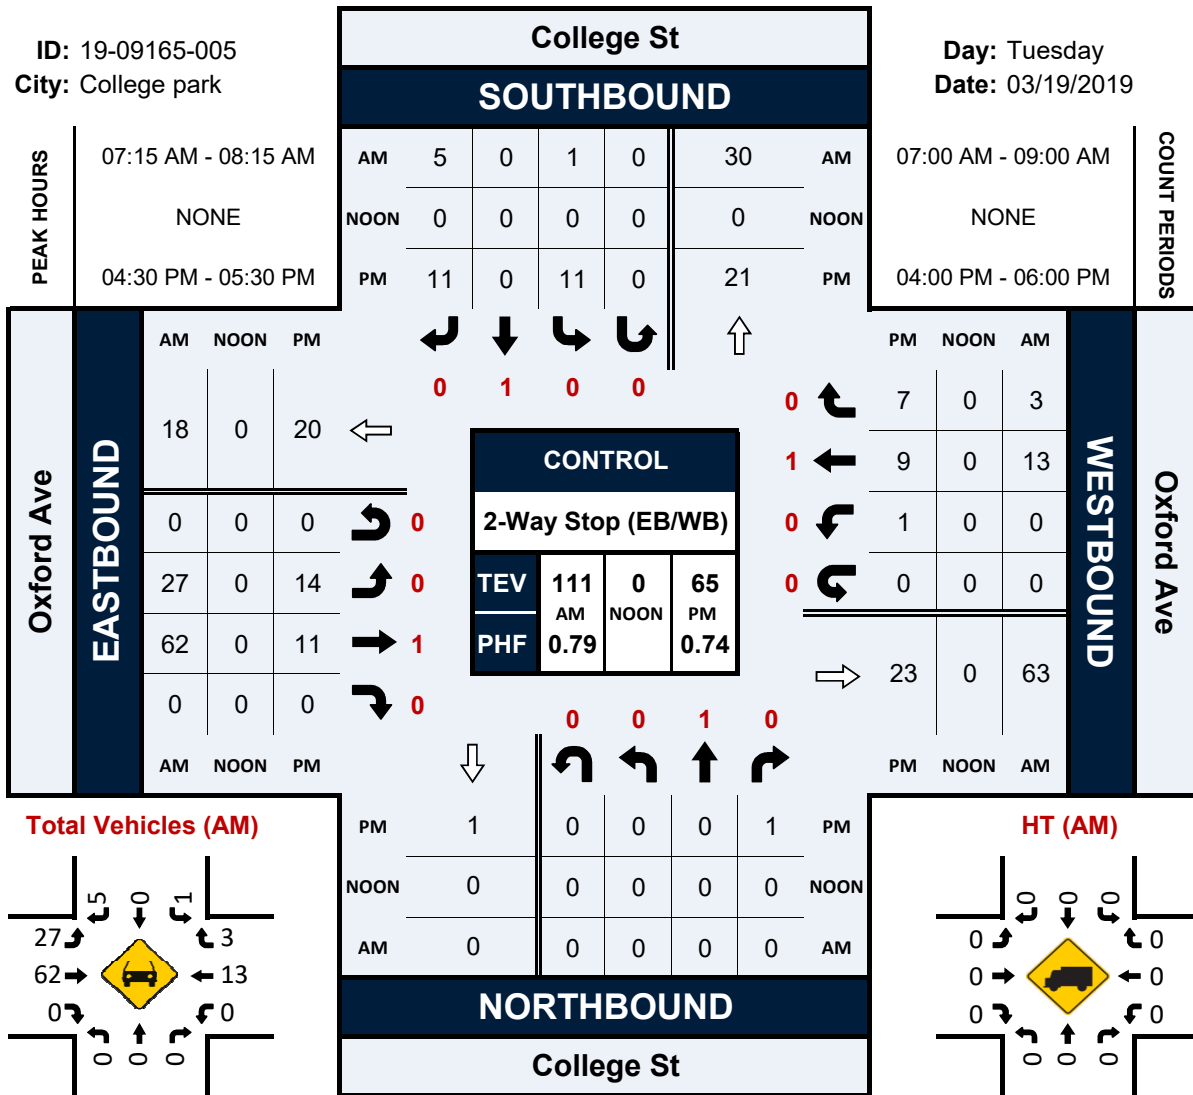 College St
SOUTHBOUND
ID: 19-09165-005
City: College park
Day: Tuesday
Date: 03/19/2019
PEAK HOURS
07:15 AM - 08:15 AM
NONE
04:30 PM - 05:30 PM
AM 5 0 1 0 30 AM
NOON 0 0 0 0 0 NOON
PM 11 0 11 0 21 PM
07:00 AM - 09:00 AM
NONE
04:00 PM - 06:00 PM
COUNT PERIODS
0 1 0 0
Oxford Ave
EASTBOUND
AM NOON PM
18 0 20
0 0 0 0
27 0 14 0
62 0 11 1
0 0 0 0
AM NOON PM
CONTROL
2-Way Stop (EB/WB)
TEV 111 0 65
AM NOON PM
PHF 0.79 0.74
PM NOON AM
0 7 0 3
1 9 0 13
0 1 0 0
0 0 0 0
23 0 63
PM NOON AM
WESTBOUND
Oxford Ave
0 0 1 0
PM 1 0 0 0 1 PM
NOON 0 0 0 0 0 NOON
AM 0 0 0 0 0 AM
NORTHBOUND
College St
Total Vehicles (AM)
5 0 1
27 3
62 13
0 0
0 0 0
HT (AM)
0 0 0
0 0
0 0
0 0
0 0 0